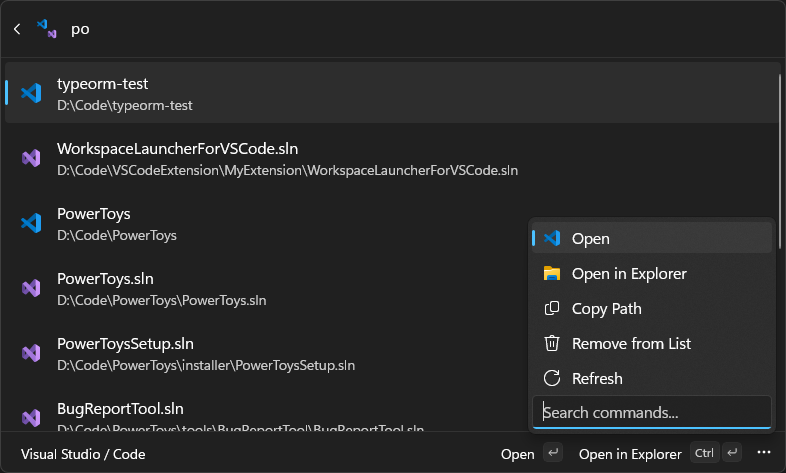 po
typeorm-test
D:\Code\typeorm-test
WorkspaceLauncherForVSCode.sln
D:\Code\VSCodeExtension\MyExtension\WorkspaceLauncherForVSCode.sln
PowerToys
D:\Code\PowerToys
PowerToys.sln
D:\Code\PowerToys\PowerToys.sln
PowerToysSetup.sln
D:\Code\PowerToys\installer\PowerToysSetup.sln
BugReportTool.sln
D:\Code\PowerToys\tools\BugReportTool\BugReportTool.sln
Open
Open in Explorer
Copy Path
Remove from List
Refresh
Search commands...
Visual Studio / Code
Open
Open in Explorer Ctrl